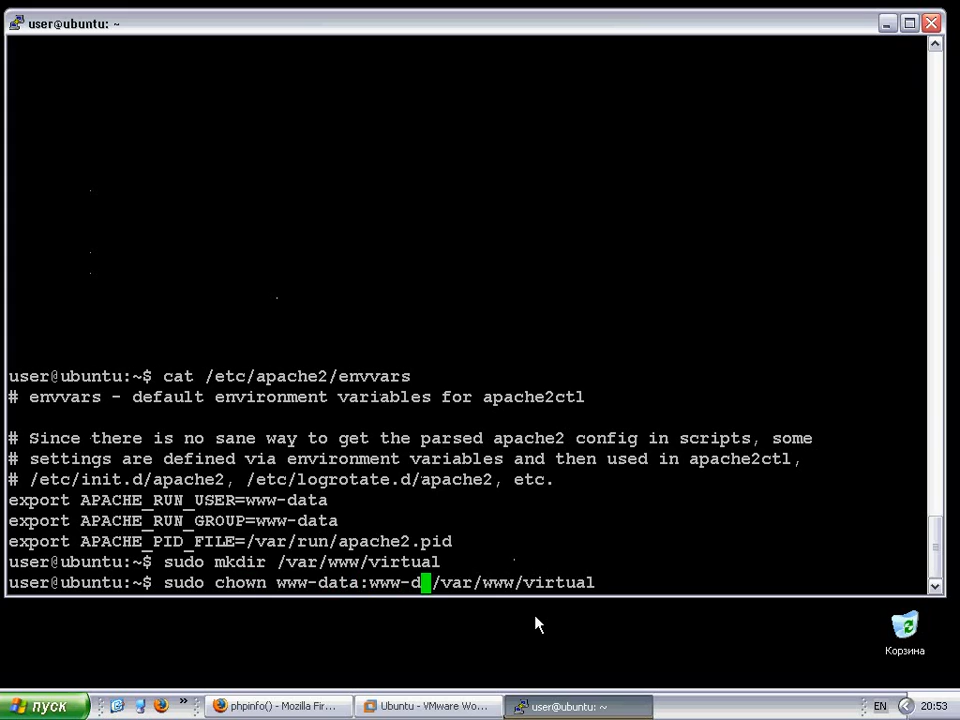 user@ubuntu: ~
user@ubuntu:~$ cat /etc/apache2/envvars
# envvars - default environment variables for apache2ctl
# Since there is no sane way to get the parsed apache2 config in scripts, some
# settings are defined via environment variables and then used in apache2ctl,
# /etc/init.d/apache2, /etc/logrotate.d/apache2, etc.
export APACHE_RUN_USER=www-data
export APACHE_RUN_GROUP=www-data
export APACHE_PID_FILE=/var/run/apache2.pid
user@ubuntu:~$ sudo mkdir /var/www/virtual
user@ubuntu:~$ sudo chown www-data:www-d /var/www/virtual
Корзина
пуск
phpinfo() - Mozilla Fir...
Ubuntu - VMware Wo...
user@ubuntu: ~
EN
20:53